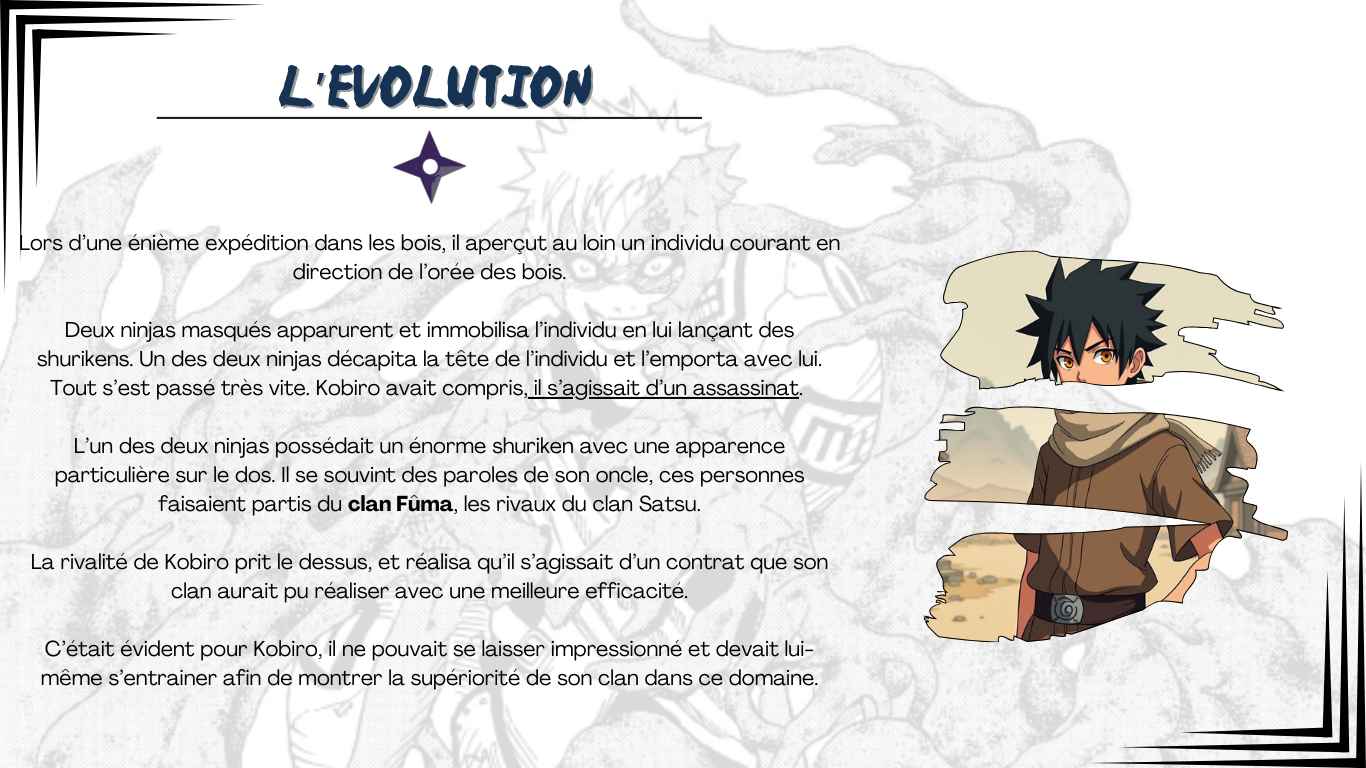 L'EVOLUTION
Lors d'une énième expédition dans les bois, il aperçut au loin un individu courant en
direction de l'orée des bois.
Deux ninjas masqués apparurent et immobilisa l'individu en lui lançant des
shurikens. Un des deux ninjas décapita la tête de l'individu et l'emporta avec lui.
Tout s'est passé très vite. Kobiro avait compris, il s'agissait d'un assassinat.
L'un des deux ninjas possédait un énorme shuriken avec une apparence
particulière sur le dos. Il se souvint des paroles de son oncle, ces personnes
faisaient partis du clan Fûma, les rivaux du clan Satsu.
La rivalité de Kobiro prit le dessus, et réalisa qu'il s'agissait d'un contrat que son
clan aurait pu réaliser avec une meilleure efficacité.
C'était évident pour Kobiro, il ne pouvait se laisser impressionné et devait lui-
même s'entrainer afin de montrer la supériorité de son clan dans ce domaine.